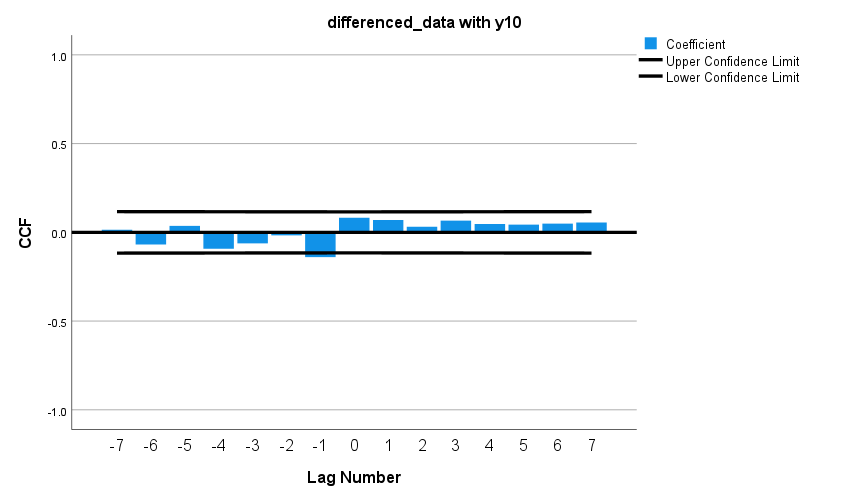 differenced_data with y10
Coefficient
Upper Confidence Limit
Lower Confidence Limit
1.0
0.5
0.0
-0.5
-1.0
CCF
-7 -6 -5 -4 -3 -2 -1 0 1 2 3 4 5 6 7
Lag Number